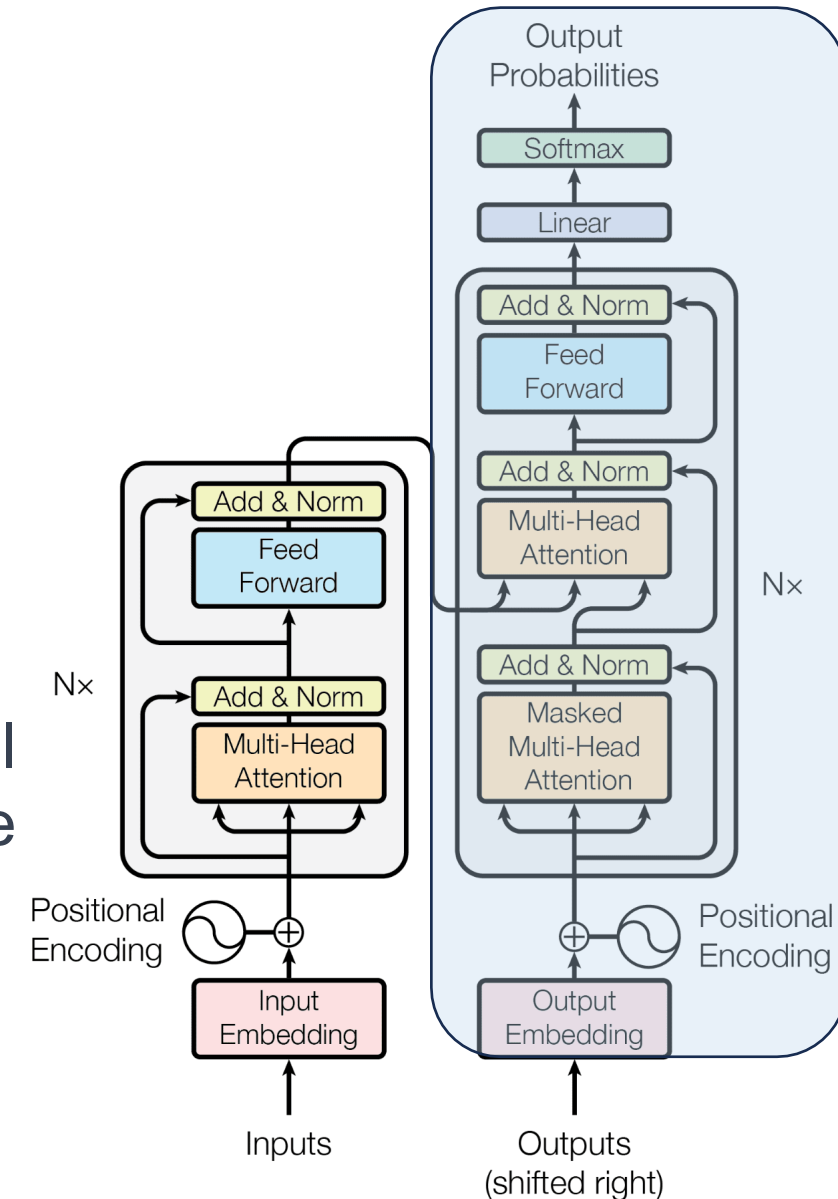 Output
Probabilities
Softmax
Linear
Add & Norm
Feed
Forward
Add & Norm
Multi-Head
Attention
Nx
Add & Norm
Masked
Multi-Head
Attention
Positional
Encoding
Output
Embedding
Outputs
(shifted right)
Add & Norm
Feed
Forward
Nx
Add & Norm
Multi-Head
Attention
Positional
Encoding
Input
Embedding
Inputs
l
e